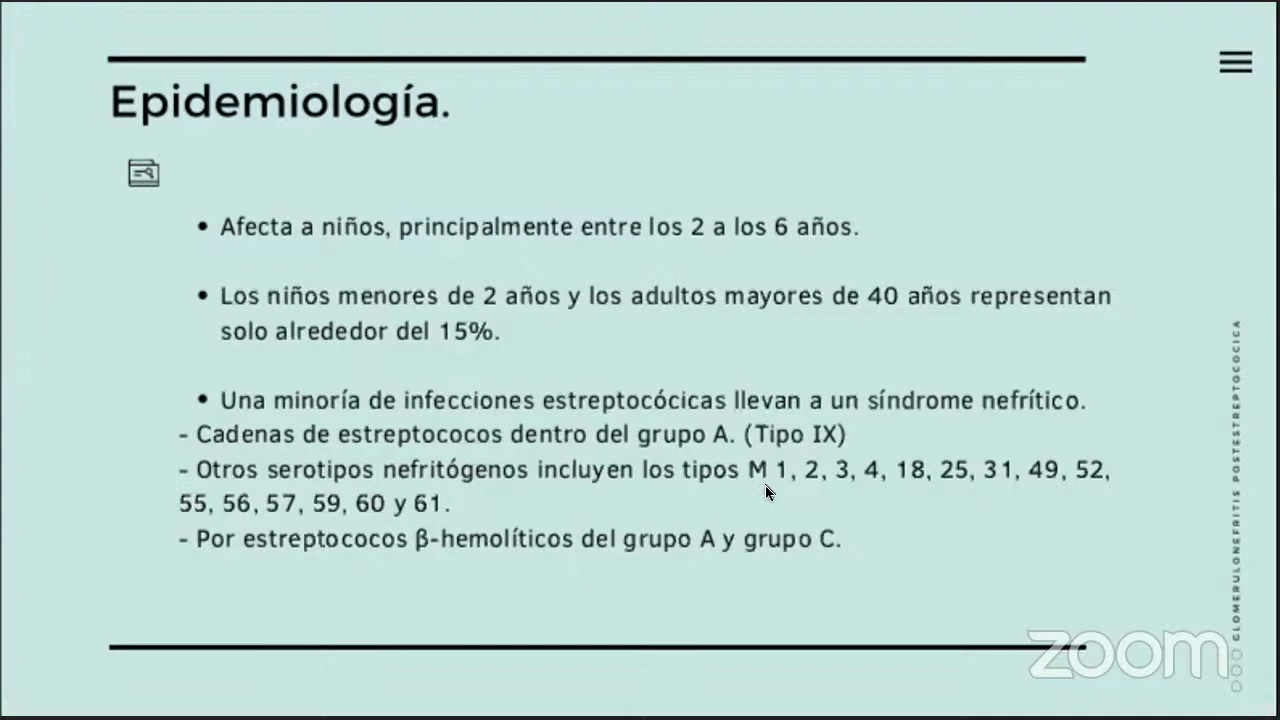 Epidemiología.
• Afecta a niños, principalmente entre los 2 a los 6 años.
• Los niños menores de 2 años y los adultos mayores de 40 años representan
solo alrededor del 15%.
• Una minoría de infecciones estreptocócicas llevan a un síndrome nefrítico.
- Cadenas de estreptococos dentro del grupo A. (Tipo IX)
- Otros serotipos nefritógenos incluyen los tipos M 1, 2, 3, 4, 18, 25, 31, 49, 52,
55, 56, 57, 59, 60 y 61.
- Por estreptococos β-hemolíticos del grupo A y grupo C.
GLOMERULONEFRITIS POSTESTREPTOCOCICA
zoom